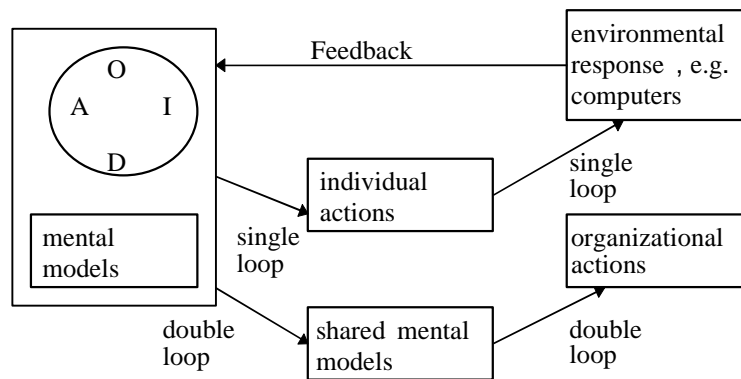 O
A I
D
mental
models
Feedback
environmental
response , e.g.
computers
single
loop
individual
actions
single
loop
organizational
actions
double
loop
shared mental
models
double
loop